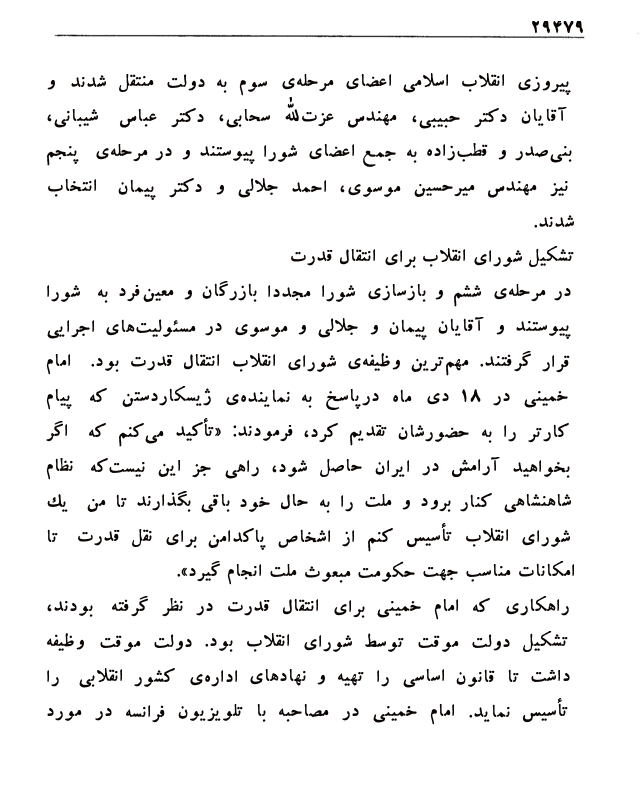 ۲۹۴۷۹
پیروزی انقلاب اسلامی اعضای مرحله‌ی سوم به دولت منتقل شدند و
آقایان دکتر حبیبی، مهندس عزت‌الله سحابی، دکتر عباس شیبانی،
بنی‌صدر و قطب‌زاده به جمع اعضای شورا پیوستند و در مرحله‌ی پنجم
نیز مهندس میرحسین موسوی، احمد جلالی و دکتر پیمان انتخاب
شدند.
تشکیل شورای انقلاب برای انتقال قدرت
در مرحله‌ی ششم و بازسازی شورا مجددا بازرگان و معین‌فرد به شورا
پیوستند و آقایان پیمان و جلالی و موسوی در مسئولیت‌های اجرایی
قرار گرفتند. مهم‌ترین وظیفه‌ی شورای انقلاب انتقال قدرت بود. امام
خمینی در ۱۸ دی ماه درپاسخ به نماینده‌ی ژیسکاردستن که پیام
کارتر را به حضورشان تقدیم کرد، فرمودند: «تأکید می‌کنم که اگر
بخواهید آرامش در ایران حاصل شود، راهی جز این نیست‌که نظام
شاهنشاهی کنار برود و ملت را به حال خود باقی بگذارند تا من یك
شورای انقلاب تأسیس کنم از اشخاص پاکدامن برای نقل قدرت تا
امکانات مناسب جهت حکومت مبعوث ملت انجام گیرد».
راهکاری که امام خمینی برای انتقال قدرت در نظر گرفته بودند،
تشکیل دولت موقت توسط شورای انقلاب بود. دولت موقت وظیفه
داشت تا قانون اساسی را تهیه و نهادهای اداره‌ی کشور انقلابی را
تأسیس نماید. امام خمینی در مصاحبه با تلویزیون فرانسه در مورد